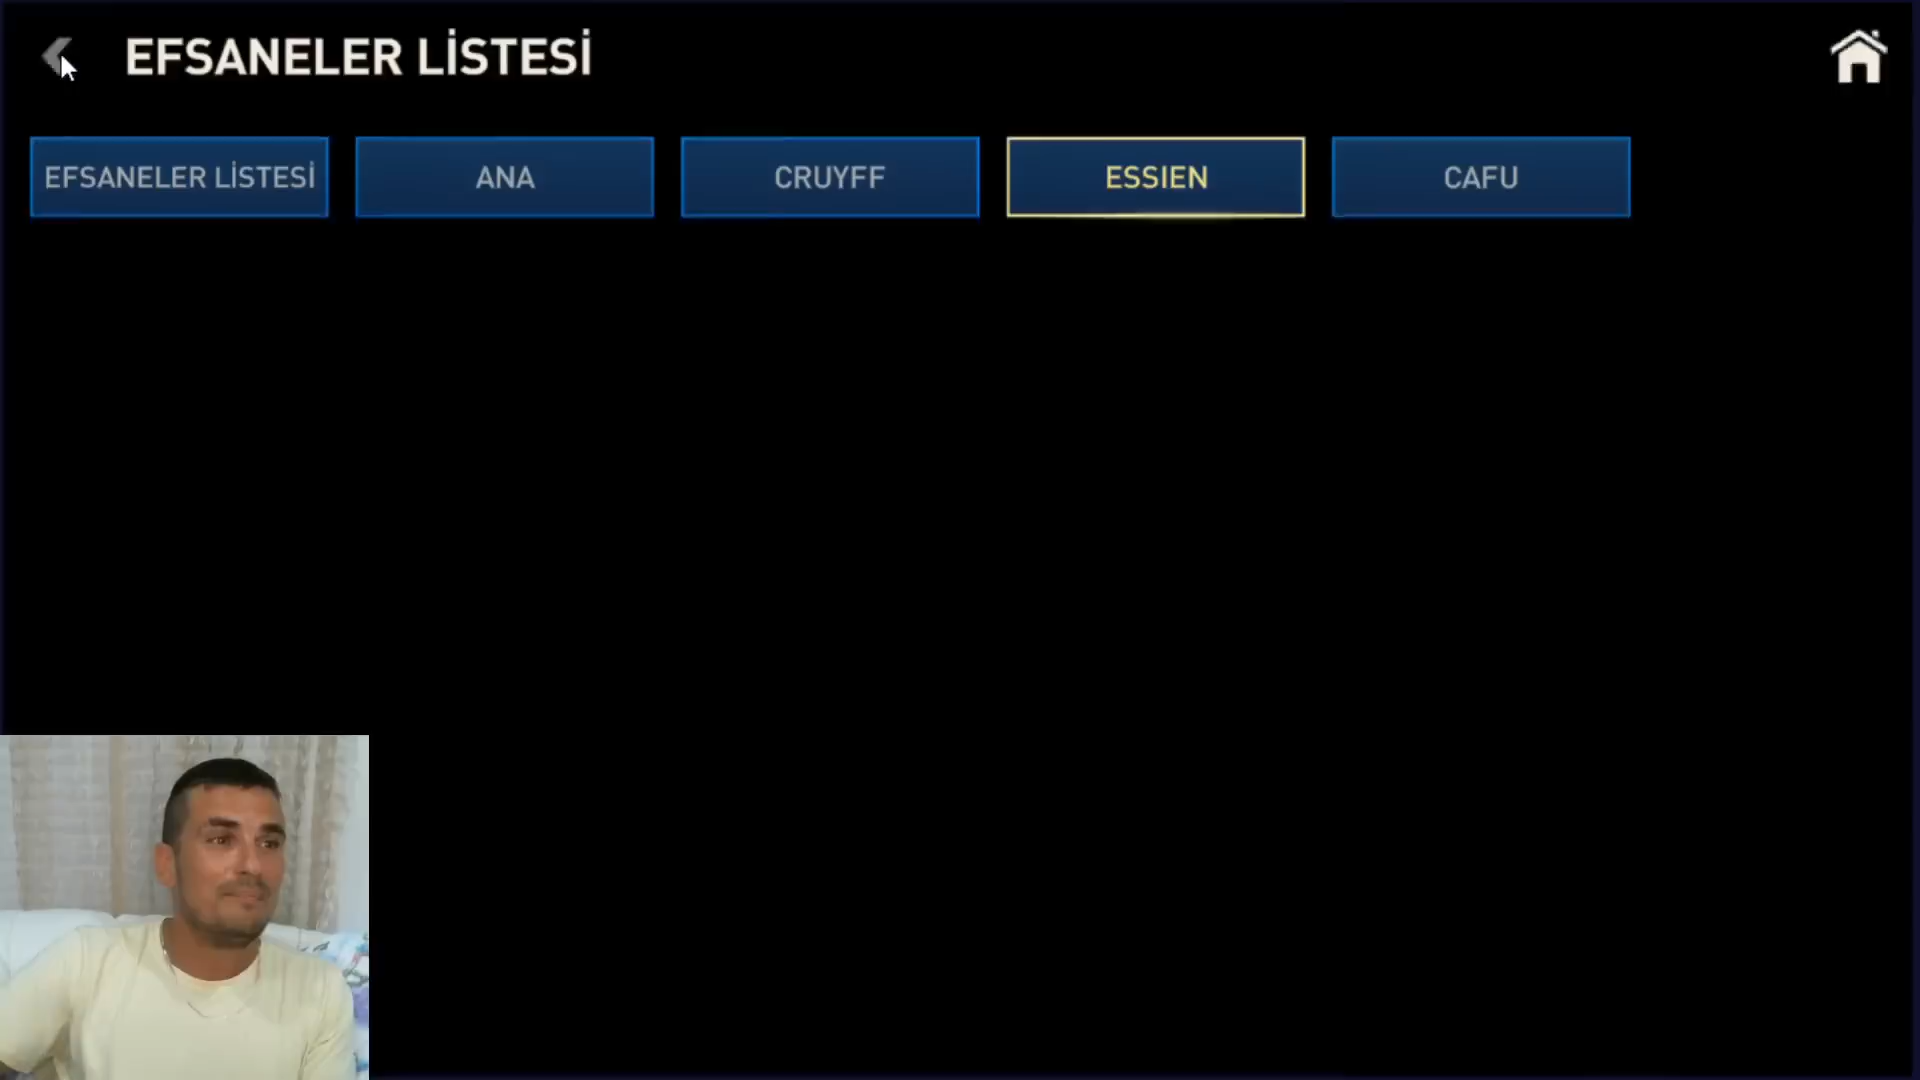 EFSANELER LİSTESİ
EFSANELER LİSTESİ
ANA
CRUYFF
ESSIEN
CAFU